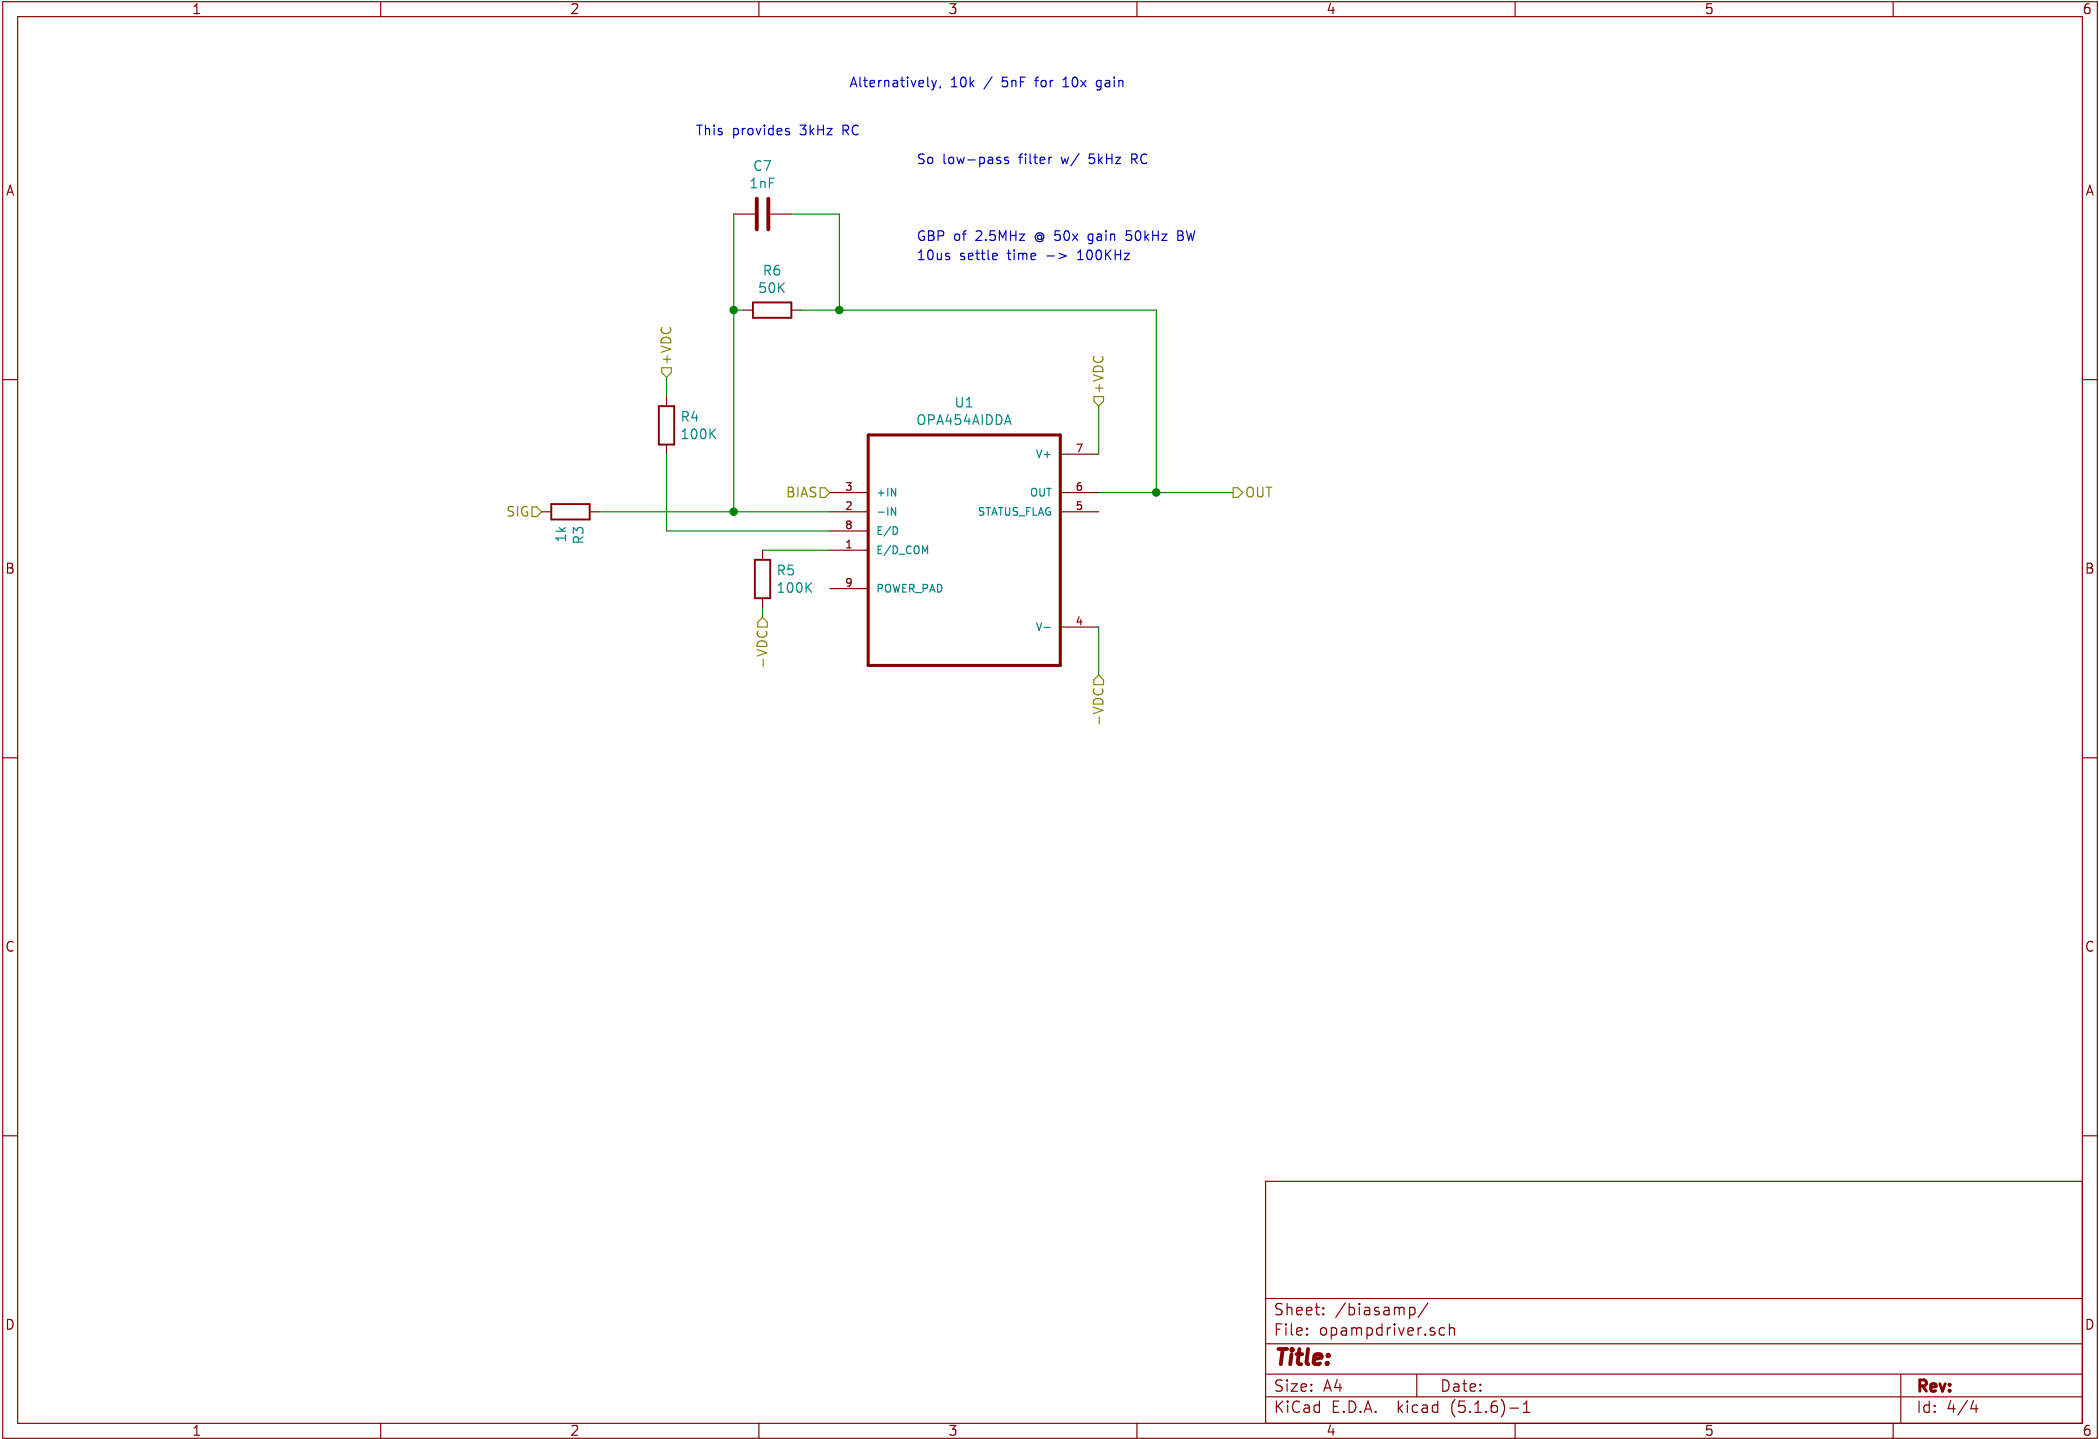 1 2 3 4 5 6
Alternatively, 10k / 5nF for 10x gain
This provides 3kHz RC
So low-pass filter w/ 5kHz RC
C7
1nF
A A
GBP of 2.5MHz @ 50x gain 50kHz BW
10us settle time -> 100KHz
R6
50K
+VDC
+VDC
U1
OPA454AIDDA
R4
100K
V+ 7
BIAS 3 +IN
OUT 6 OUT
SIG
1k
R3
2 -IN
STATUS_FLAG 5
8 E/D
1 E/D_COM
B B
R5
100K
9 POWER_PAD
V- 4
-VDC
-VDC
C C
Sheet: /biasamp/
File: opampdriver.sch
D D
Title:
Size: A4 Date: Rev:
KiCad E.D.A. kicad (5.1.6)-1 Id: 4/4
1 2 3 4 5 6